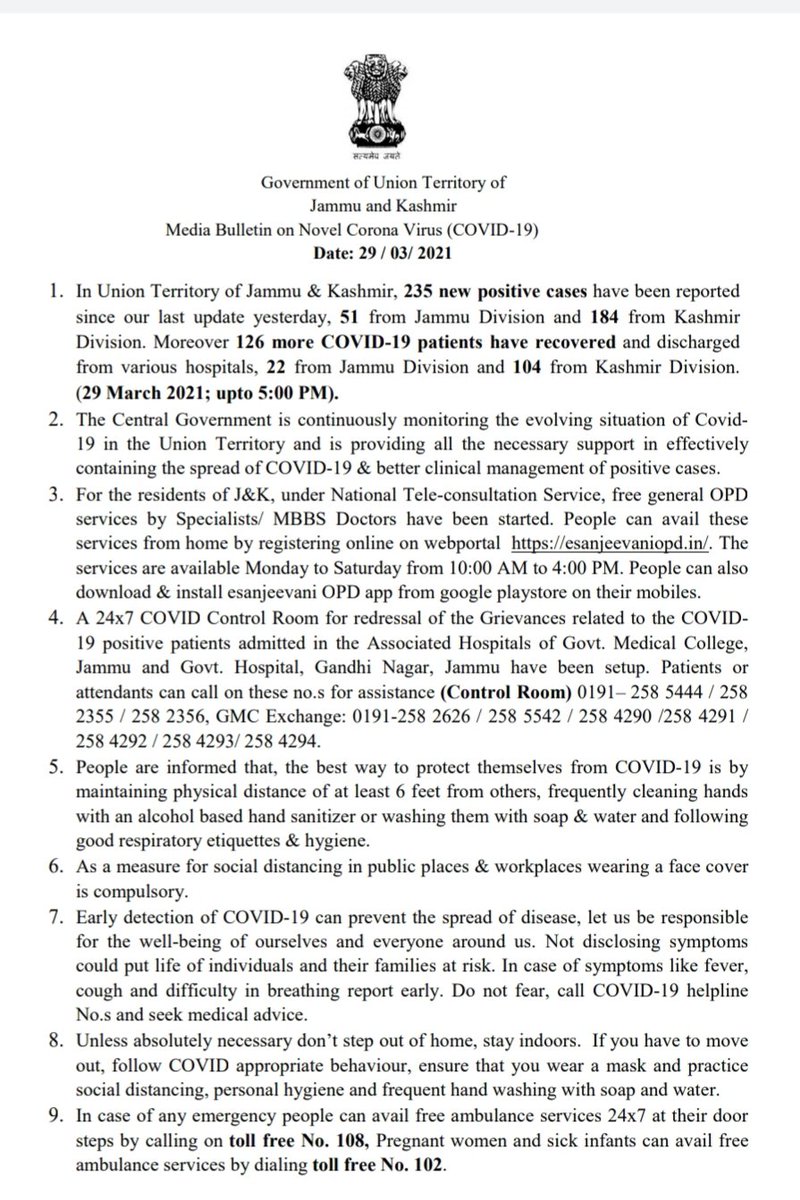 सत्यमेव जयते
Government of Union Territory of
Jammu and Kashmir
Media Bulletin on Novel Corona Virus (COVID-19)
Date: 29 / 03/ 2021
1. In Union Territory of Jammu & Kashmir, 235 new positive cases have been reported
since our last update yesterday, 51 from Jammu Division and 184 from Kashmir
Division. Moreover 126 more COVID-19 patients have recovered and discharged
from various hospitals, 22 from Jammu Division and 104 from Kashmir Division.
(29 March 2021; upto 5:00 PM).
2. The Central Government is continuously monitoring the evolving situation of Covid-
19 in the Union Territory and is providing all the necessary support in effectively
containing the spread of COVID-19 & better clinical management of positive cases.
3. For the residents of J&K, under National Tele-consultation Service, free general OPD
services by Specialists/ MBBS Doctors have been started. People can avail these
services from home by registering online on webportal https://esanjeevaniopd.in/. The
services are available Monday to Saturday from 10:00 AM to 4:00 PM. People can also
download & install esanjeevani OPD app from google playstore on their mobiles.
4. A 24x7 COVID Control Room for redressal of the Grievances related to the COVID-
19 positive patients admitted in the Associated Hospitals of Govt. Medical College,
Jammu and Govt. Hospital, Gandhi Nagar, Jammu have been setup. Patients or
attendants can call on these no.s for assistance (Control Room) 0191– 258 5444 / 258
2355 / 258 2356, GMC Exchange: 0191-258 2626 / 258 5542 / 258 4290 /258 4291 /
258 4292 / 258 4293/ 258 4294.
5. People are informed that, the best way to protect themselves from COVID-19 is by
maintaining physical distance of at least 6 feet from others, frequently cleaning hands
with an alcohol based hand sanitizer or washing them with soap & water and following
good respiratory etiquettes & hygiene.
6. As a measure for social distancing in public places & workplaces wearing a face cover
is compulsory.
7. Early detection of COVID-19 can prevent the spread of disease, let us be responsible
for the well-being of ourselves and everyone around us. Not disclosing symptoms
could put life of individuals and their families at risk. In case of symptoms like fever,
cough and difficulty in breathing report early. Do not fear, call COVID-19 helpline
No.s and seek medical advice.
8. Unless absolutely necessary don’t step out of home, stay indoors. If you have to move
out, follow COVID appropriate behaviour, ensure that you wear a mask and practice
social distancing, personal hygiene and frequent hand washing with soap and water.
9. In case of any emergency people can avail free ambulance services 24x7 at their door
steps by calling on toll free No. 108, Pregnant women and sick infants can avail free
ambulance services by dialing toll free No. 102.